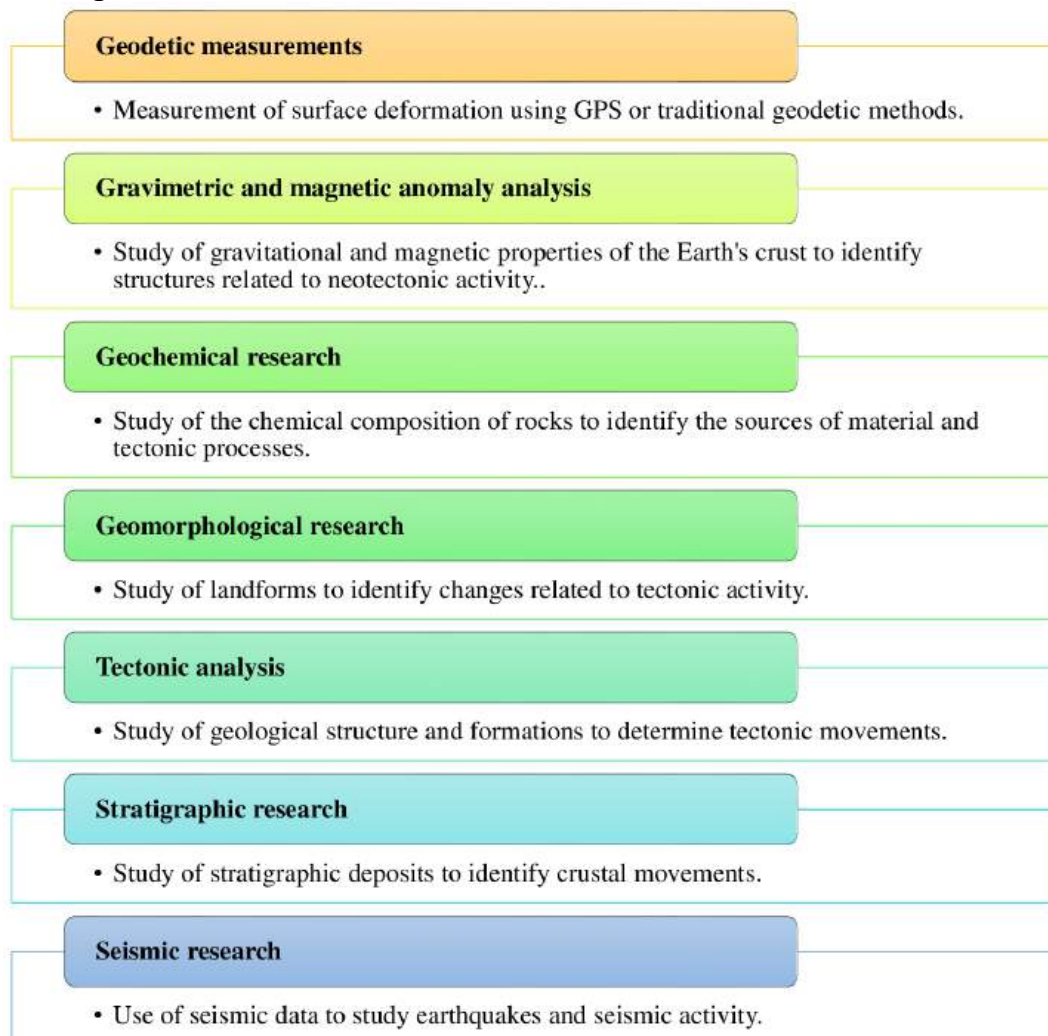 Geodetic measurements
• Measurement of surface deformation using GPS or traditional geodetic methods.
Gravimetric and magnetic anomaly analysis
• Study of gravitational and magnetic properties of the Earth's crust to identify
structures related to neotectonic activity..
Geochemical research
• Study of the chemical composition of rocks to identify the sources of material and
tectonic processes.
Geomorphological research
• Study of landforms to identify changes related to tectonic activity.
Tectonic analysis
• Study of geological structure and formations to determine tectonic movements.
Stratigraphic research
• Study of stratigraphic deposits to identify crustal movements.
Seismic research
• Use of seismic data to study earthquakes and seismic activity.